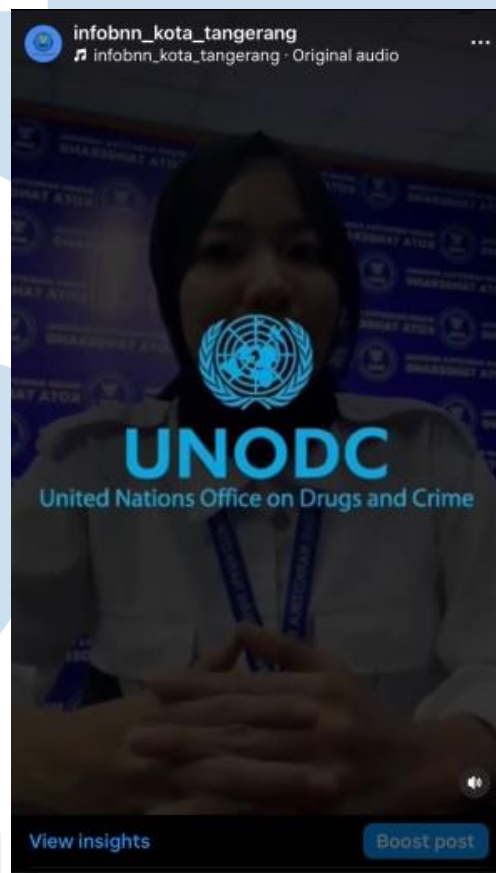 infobnn_kota_tangerang
infobnn_kota_tangerang · Original audio
UNODC
United Nations Office on Drugs and Crime
View insights
Boost post